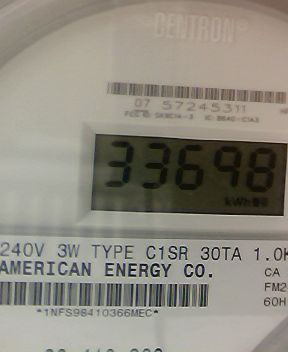 CENTRON®
07 57245311
33698
kWh
240V 3W TYPE C1SR 30TA 1.0K
AMERICAN ENERGY CO.
CA
FM2
60H
*1NFS98410366MEC*